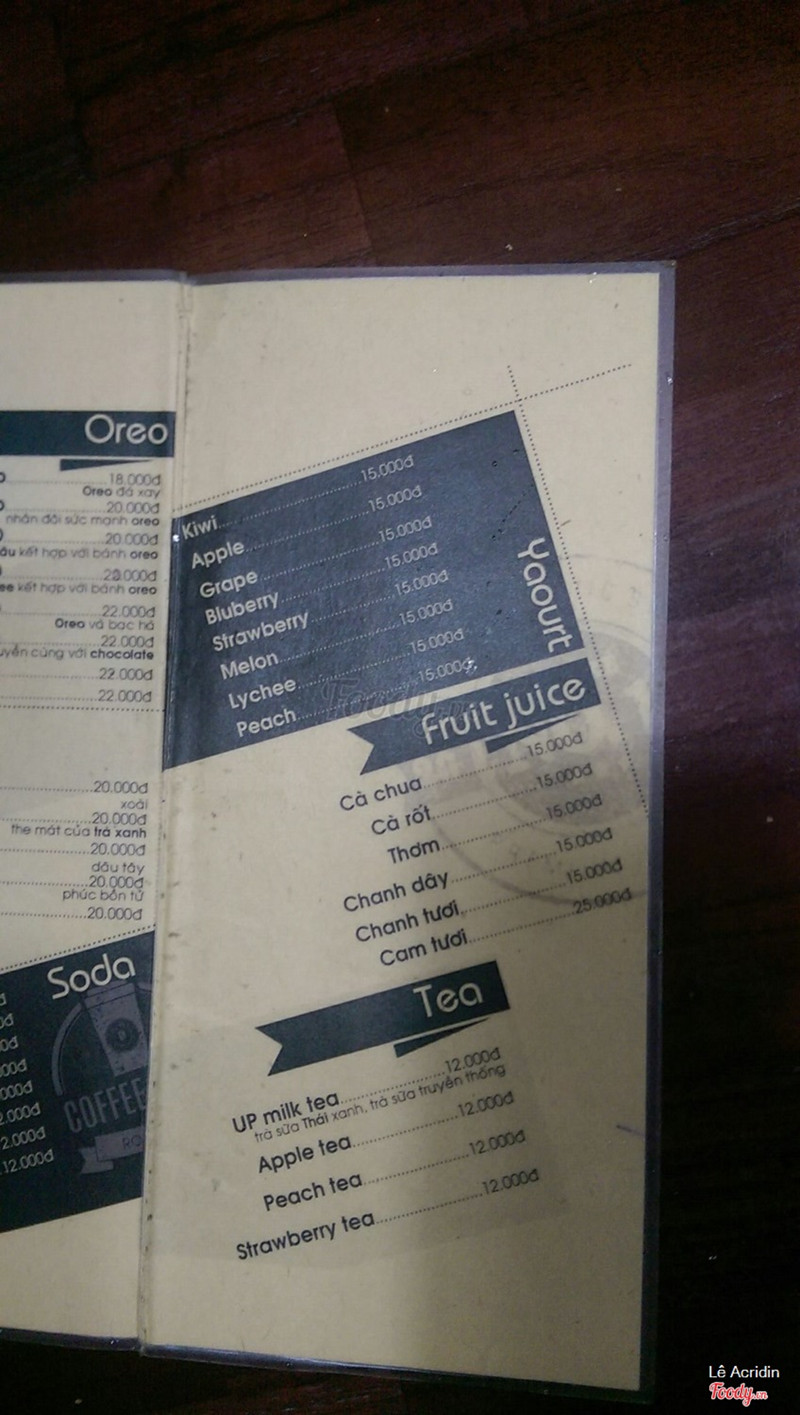 Oreo
18.000đ
Oreo đá xay
20.000đ
nhân đôi sức mạnh oreo
20.000đ
kết hợp với bánh oreo
kết hợp với bánh oreo
22.000đ
Oreo và bạc hà
22.000đ
cùng với chocolate
22.000đ
22.000đ
20.000đ
xoài
20.000đ
the mát của trà xanh
20.000đ
dâu tây
20.000đ
phúc bồn tử
20.000đ
Soda
COFFEE
12.000đ
12.000đ
Yaourt
Kiwi 15.000đ
Apple 15.000đ
Grape 15.000đ
Bluberry 15.000đ
Strawberry 15.000đ
Melon 15.000đ
Lychee 15.000đ
Peach 15.000đ
Fruit juice
Cà chua 15.000đ
Cà rốt 15.000đ
Thơm 15.000đ
Chanh dây 15.000đ
Chanh tươi 15.000đ
Cam tươi 25.000đ
Tea
UP milk tea 12.000đ
trà sữa Thái xanh, trà sữa truyền thống
Apple tea 12.000đ
Peach tea 12.000đ
Strawberry tea 12.000đ
Foody
Lê Acridin
Foody.vn